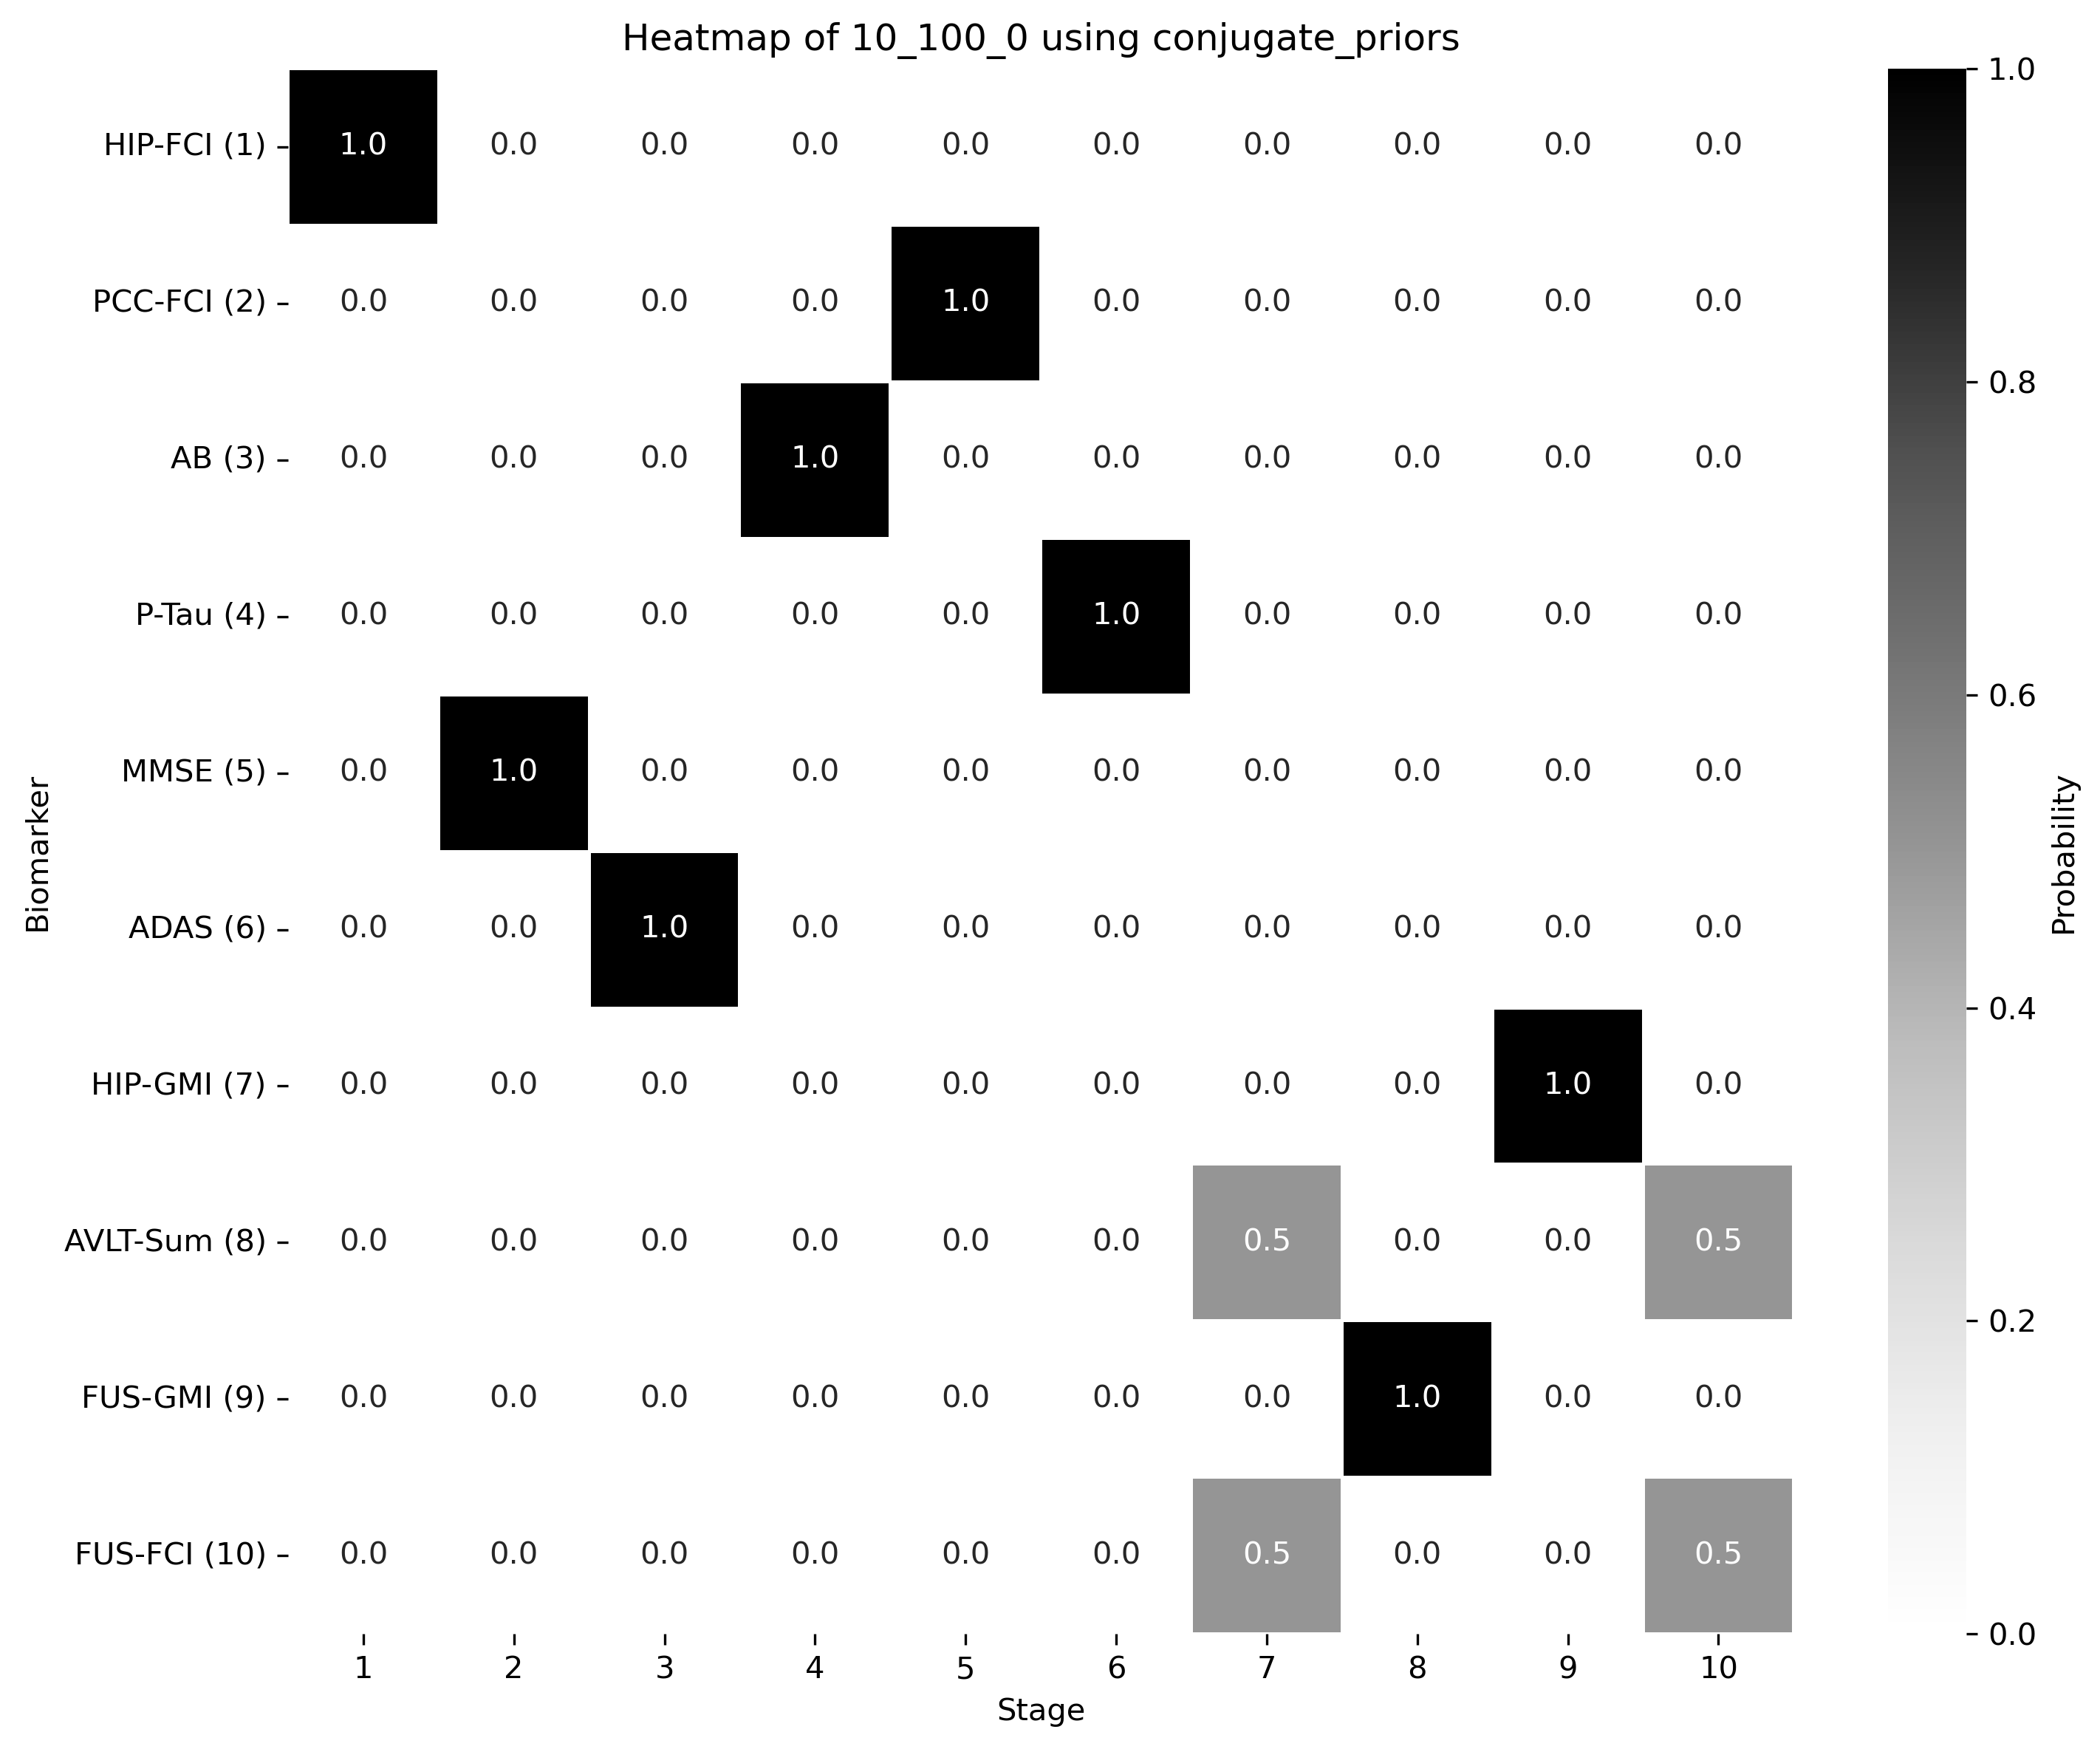 Heatmap of 10_100_0 using conjugate_priors
HIP-FCI (1) 1.0 0.0 0.0 0.0 0.0 0.0 0.0 0.0 0.0 0.0
PCC-FCI (2) 0.0 0.0 0.0 0.0 1.0 0.0 0.0 0.0 0.0 0.0
AB (3) 0.0 0.0 0.0 1.0 0.0 0.0 0.0 0.0 0.0 0.0
P-Tau (4) 0.0 0.0 0.0 0.0 0.0 1.0 0.0 0.0 0.0 0.0
MMSE (5) 0.0 1.0 0.0 0.0 0.0 0.0 0.0 0.0 0.0 0.0
ADAS (6) 0.0 0.0 1.0 0.0 0.0 0.0 0.0 0.0 0.0 0.0
HIP-GMI (7) 0.0 0.0 0.0 0.0 0.0 0.0 0.0 0.0 1.0 0.0
AVLT-Sum (8) 0.0 0.0 0.0 0.0 0.0 0.0 0.5 0.0 0.0 0.5
FUS-GMI (9) 0.0 0.0 0.0 0.0 0.0 0.0 0.0 1.0 0.0 0.0
FUS-FCI (10) 0.0 0.0 0.0 0.0 0.0 0.0 0.5 0.0 0.0 0.5
1 2 3 4 5 6 7 8 9 10
Stage
Biomarker
1.0
0.8
0.6
0.4
0.2
0.0
Probability